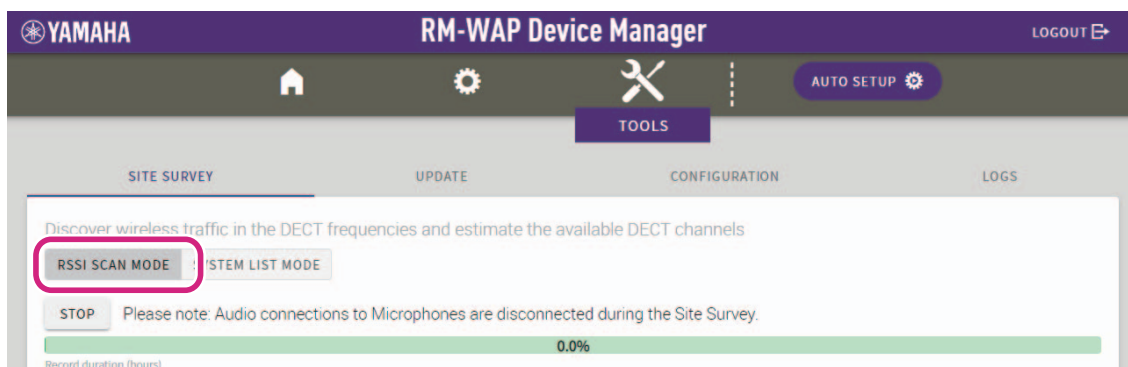 YAMAHA RM-WAP Device Manager LOGOUT
AUTO SETUP
TOOLS
SITE SURVEY UPDATE CONFIGURATION LOGS
Discover wireless traffic in the DECT frequencies and estimate the available DECT channels
RSSI SCAN MODE SYSTEM LIST MODE
STOP Please note: Audio connections to Microphones are disconnected during the Site Survey.
0.0%
Record duration (hours)